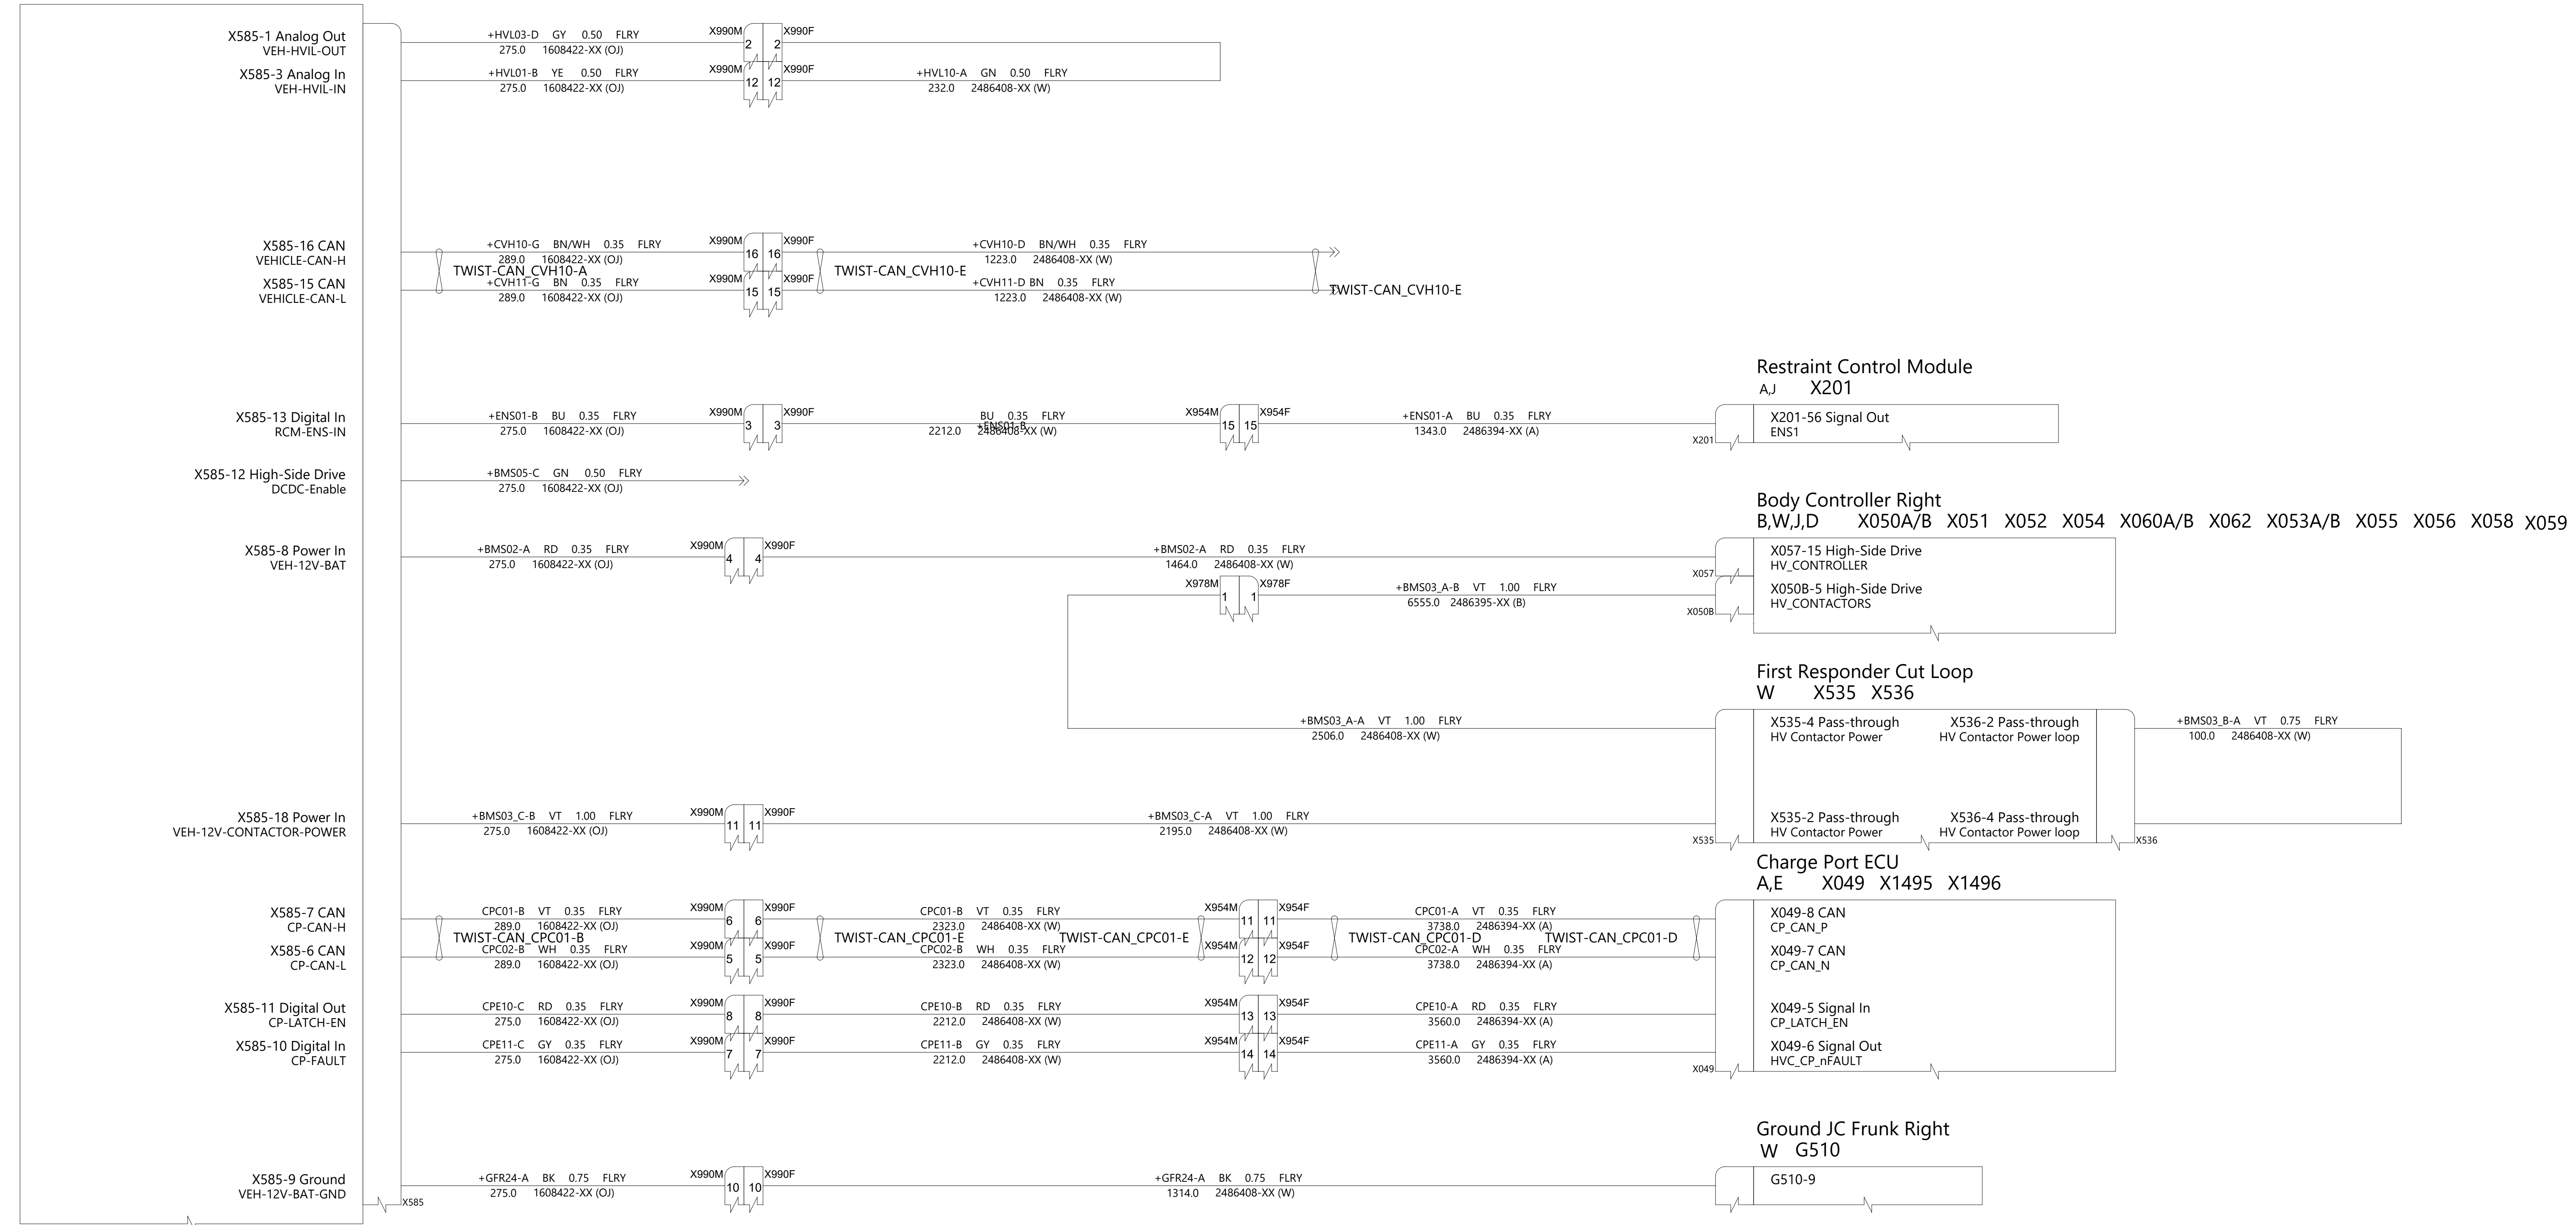 X585-1 Analog Out
VEH-HVIL-OUT
+HVL03-D GY 0.50 FLRY
275.0 1608422-XX (OJ)
X990M 2 2 X990F
X585-3 Analog In
VEH-HVIL-IN
+HVL01-B YE 0.50 FLRY
275.0 1608422-XX (OJ)
X990M 12 12 X990F
+HVL10-A GN 0.50 FLRY
232.0 2486408-XX (W)
X585-16 CAN
VEHICLE-CAN-H
+CVH10-G BN/WH 0.35 FLRY
289.0 1608422-XX (OJ)
X990M 16 16 X990F
+CVH10-D BN/WH 0.35 FLRY
1223.0 2486408-XX (W)
TWIST-CAN_CVH10-A
TWIST-CAN_CVH10-E
TWIST-CAN_CVH10-E
X585-15 CAN
VEHICLE-CAN-L
+CVH11-G BN 0.35 FLRY
289.0 1608422-XX (OJ)
X990M 15 15 X990F
+CVH11-D BN 0.35 FLRY
1223.0 2486408-XX (W)
Restraint Control Module
A,J X201
X585-13 Digital In
RCM-ENS-IN
+ENS01-B BU 0.35 FLRY
275.0 1608422-XX (OJ)
X990M 3 3 X990F
BU 0.35 FLRY
+ENS01-B
2212.0 2486408-XX (W)
X954M 15 15 X954F
+ENS01-A BU 0.35 FLRY
1343.0 2486394-XX (A)
X201
X201-56 Signal Out
ENS1
X585-12 High-Side Drive
DCDC-Enable
+BMS05-C GN 0.50 FLRY
275.0 1608422-XX (OJ)
Body Controller Right
B,W,J,D X050A/B X051 X052 X054 X060A/B X062 X053A/B X055 X056 X058 X059
X585-8 Power In
VEH-12V-BAT
+BMS02-A RD 0.35 FLRY
275.0 1608422-XX (OJ)
X990M 4 4 X990F
+BMS02-A RD 0.35 FLRY
1464.0 2486408-XX (W)
X057
X057-15 High-Side Drive
HV_CONTROLLER
X978M 1 1 X978F
+BMS03_A-B VT 1.00 FLRY
6555.0 2486395-XX (B)
X050B
X050B-5 High-Side Drive
HV_CONTACTORS
First Responder Cut Loop
W X535 X536
+BMS03_A-A VT 1.00 FLRY
2506.0 2486408-XX (W)
X535-4 Pass-through
HV Contactor Power
X536-2 Pass-through
HV Contactor Power loop
+BMS03_B-A VT 0.75 FLRY
100.0 2486408-XX (W)
X585-18 Power In
VEH-12V-CONTACTOR-POWER
+BMS03_C-B VT 1.00 FLRY
275.0 1608422-XX (OJ)
X990M 11 11 X990F
+BMS03_C-A VT 1.00 FLRY
2195.0 2486408-XX (W)
X535
X535-2 Pass-through
HV Contactor Power
X536-4 Pass-through
HV Contactor Power loop
X536
Charge Port ECU
A,E X049 X1495 X1496
X585-7 CAN
CP-CAN-H
CPC01-B VT 0.35 FLRY
289.0 1608422-XX (OJ)
X990M 6 6 X990F
CPC01-B VT 0.35 FLRY
2323.0 2486408-XX (W)
X954M 11 11 X954F
CPC01-A VT 0.35 FLRY
3738.0 2486394-XX (A)
X049-8 CAN
CP_CAN_P
TWIST-CAN_CPC01-B
TWIST-CAN_CPC01-E
TWIST-CAN_CPC01-E
TWIST-CAN_CPC01-D
TWIST-CAN_CPC01-D
X585-6 CAN
CP-CAN-L
CPC02-B WH 0.35 FLRY
289.0 1608422-XX (OJ)
X990M 5 5 X990F
CPC02-B WH 0.35 FLRY
2323.0 2486408-XX (W)
X954M 12 12 X954F
CPC02-A WH 0.35 FLRY
3738.0 2486394-XX (A)
X049-7 CAN
CP_CAN_N
X585-11 Digital Out
CP-LATCH-EN
CPE10-C RD 0.35 FLRY
275.0 1608422-XX (OJ)
X990M 8 8 X990F
CPE10-B RD 0.35 FLRY
2212.0 2486408-XX (W)
X954M 13 13 X954F
CPE10-A RD 0.35 FLRY
3560.0 2486394-XX (A)
X049-5 Signal In
CP_LATCH_EN
X585-10 Digital In
CP-FAULT
CPE11-C GY 0.35 FLRY
275.0 1608422-XX (OJ)
X990M 7 7 X990F
CPE11-B GY 0.35 FLRY
2212.0 2486408-XX (W)
X954M 14 14 X954F
CPE11-A GY 0.35 FLRY
3560.0 2486394-XX (A)
X049
X049-6 Signal Out
HVC_CP_nFAULT
Ground JC Frunk Right
W G510
X585-9 Ground
VEH-12V-BAT-GND
X585
+GFR24-A BK 0.75 FLRY
275.0 1608422-XX (OJ)
X990M 10 10 X990F
+GFR24-A BK 0.75 FLRY
1314.0 2486408-XX (W)
G510-9